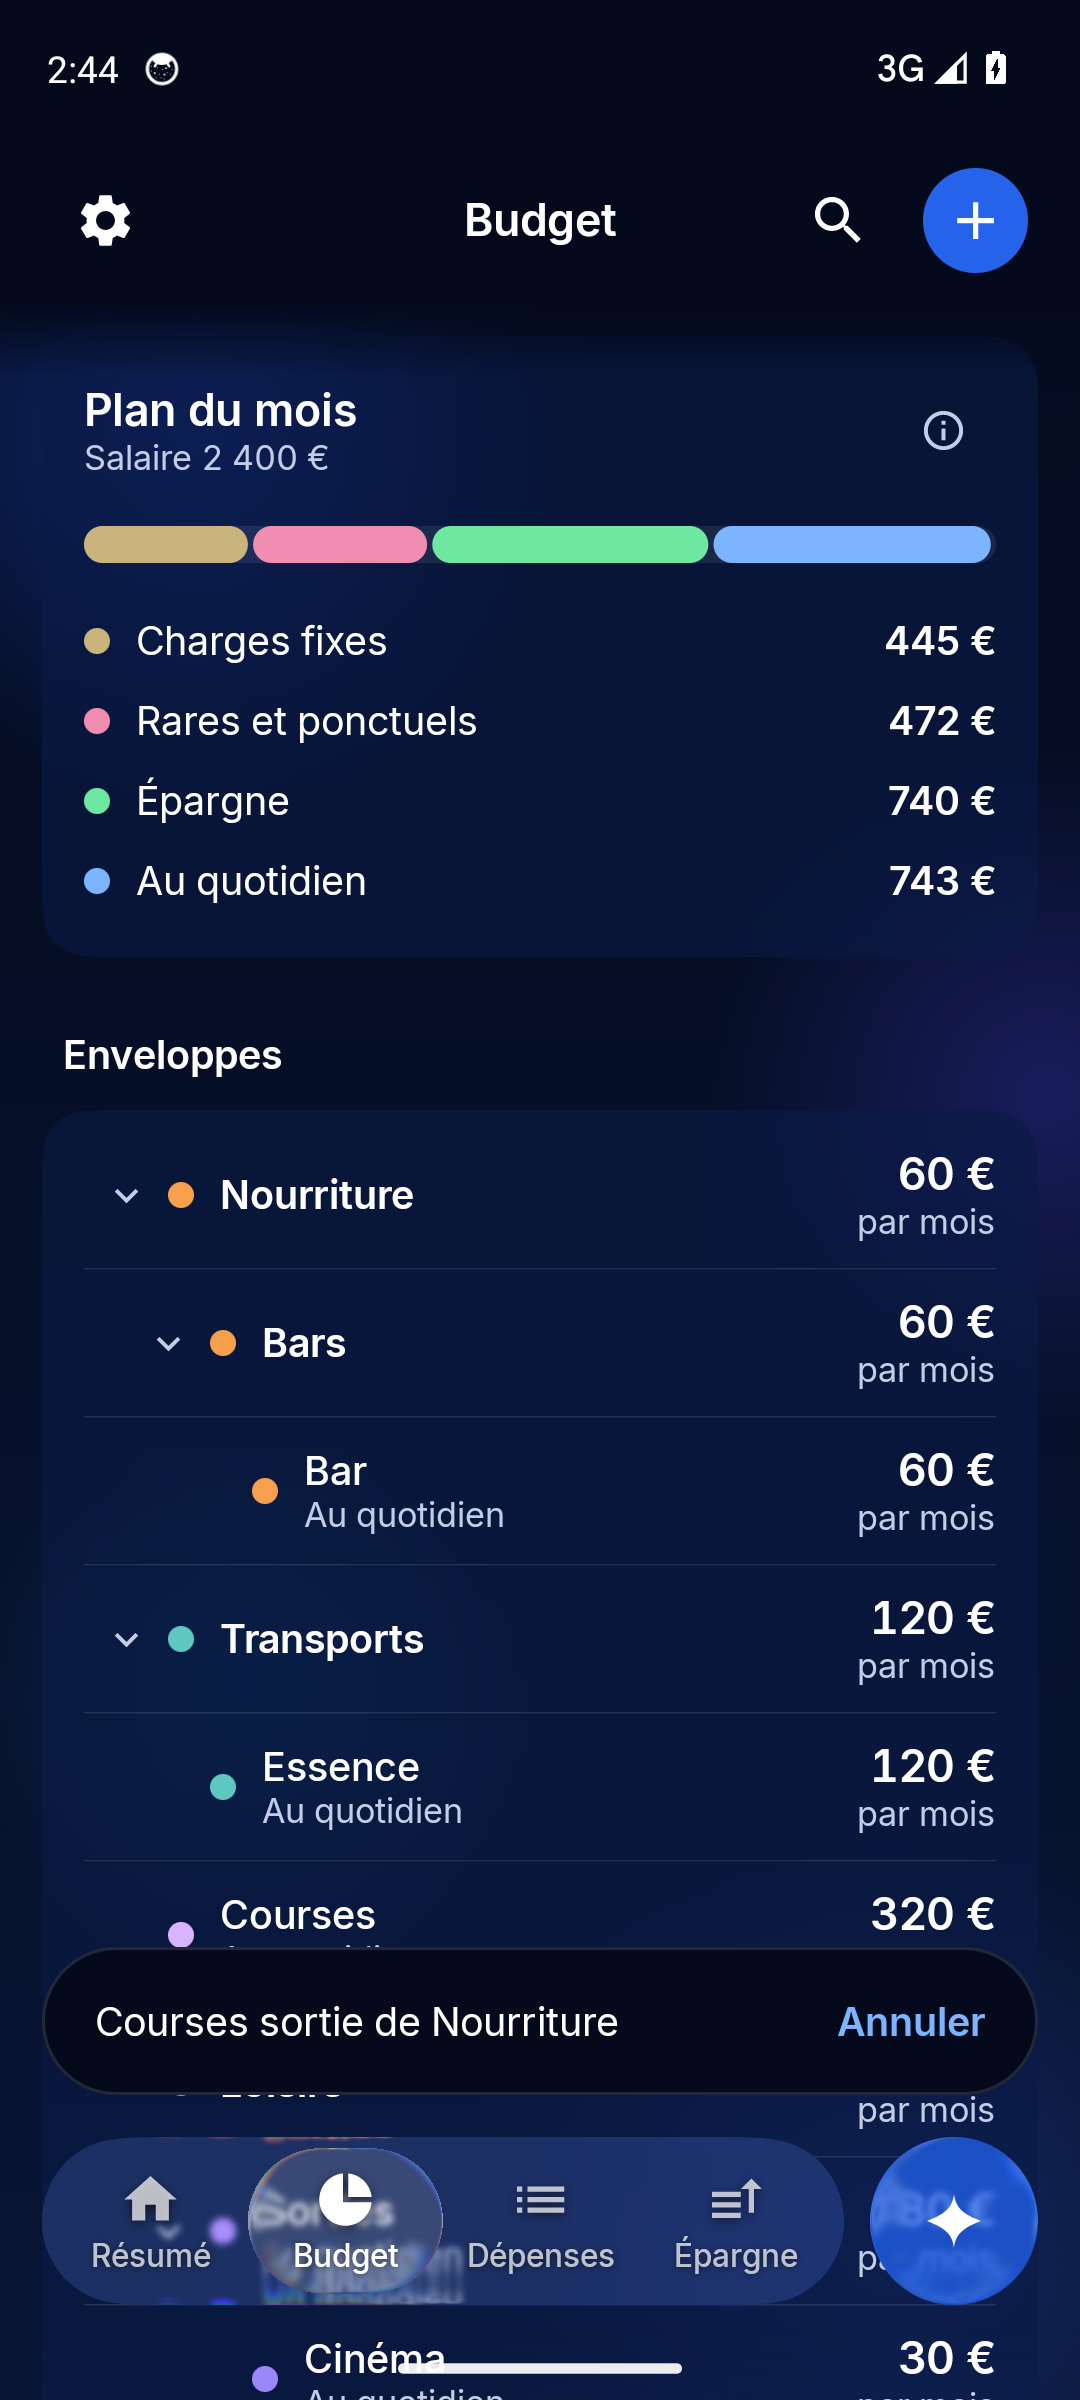 2:44
3G
Budget
Plan du mois
Salaire 2 400 €
Charges fixes
445 €
Rares et ponctuels
472 €
Épargne
740 €
Au quotidien
743 €
Enveloppes
Nourriture
60 €
par mois
Bars
60 €
par mois
Bar
60 €
Au quotidien
par mois
Transports
120 €
par mois
Essence
120 €
Au quotidien
par mois
Courses
320 €
Courses sortie de Nourriture
Annuler
par mois
Résumé
Budget
Dépenses
Épargne
Cinéma
30 €